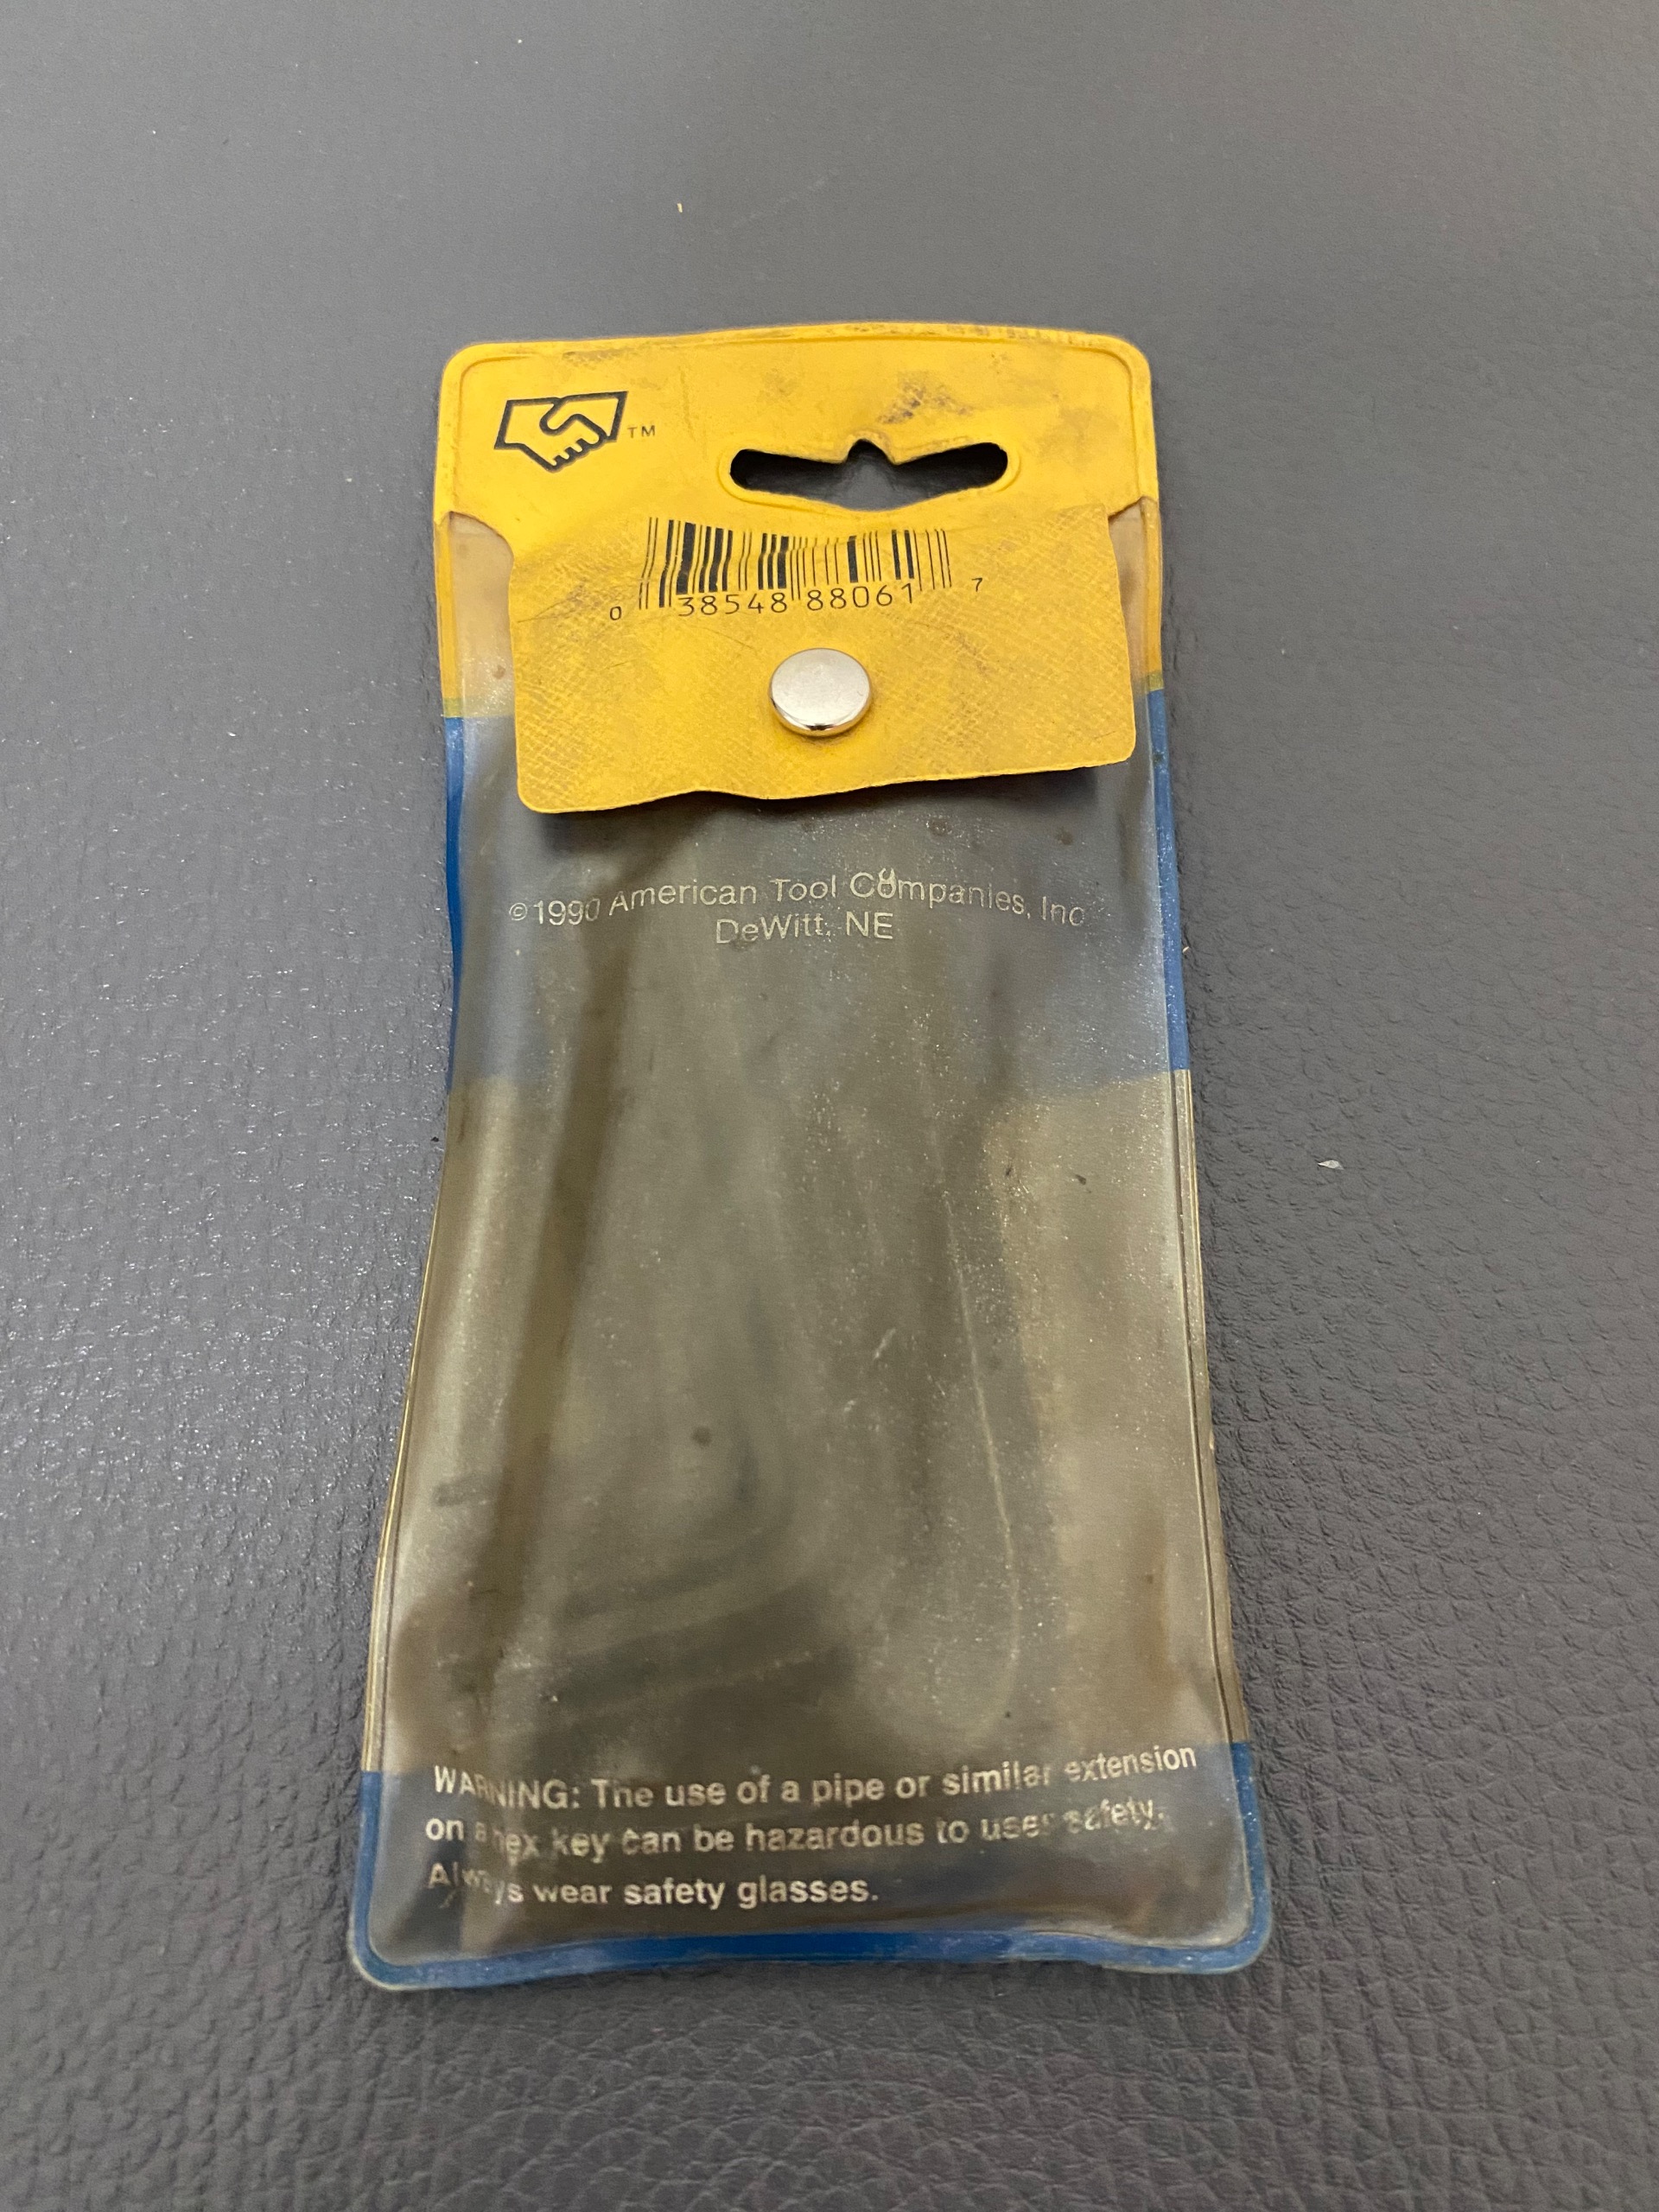 TM
0 38548 88061 7
©1990 American Tool Companies, Inc
DeWitt, NE
WARNING: The use of a pipe or similar extension
on a hex key can be hazardous to user safety.
Always wear safety glasses.